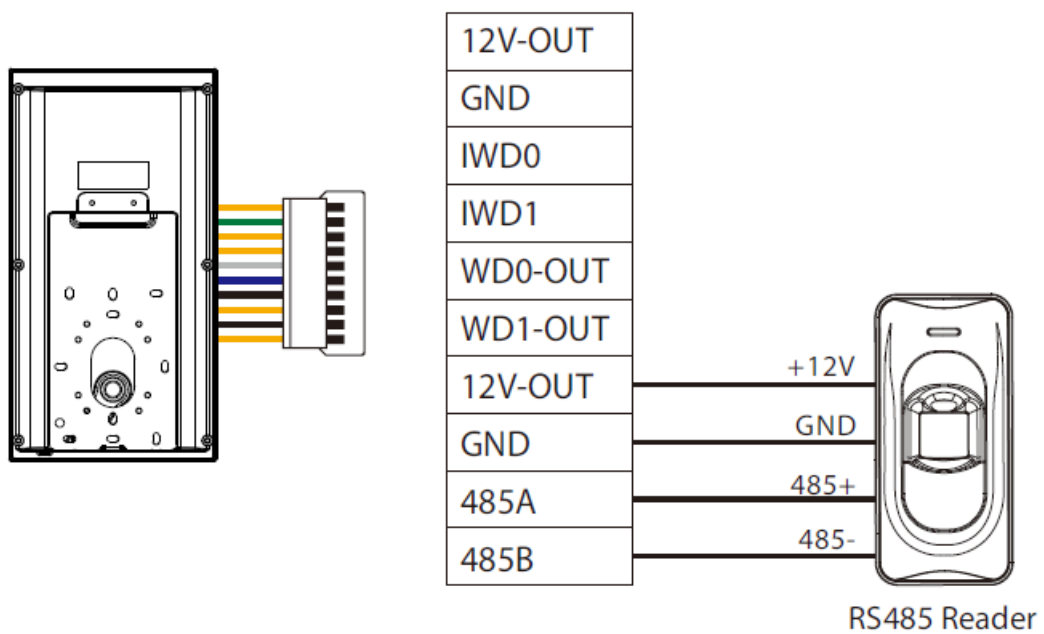 12V-OUT
GND
IWD0
IWD1
WD0-OUT
WD1-OUT
12V-OUT
+12V
GND
GND
485A
485+
485B
485-
RS485 Reader